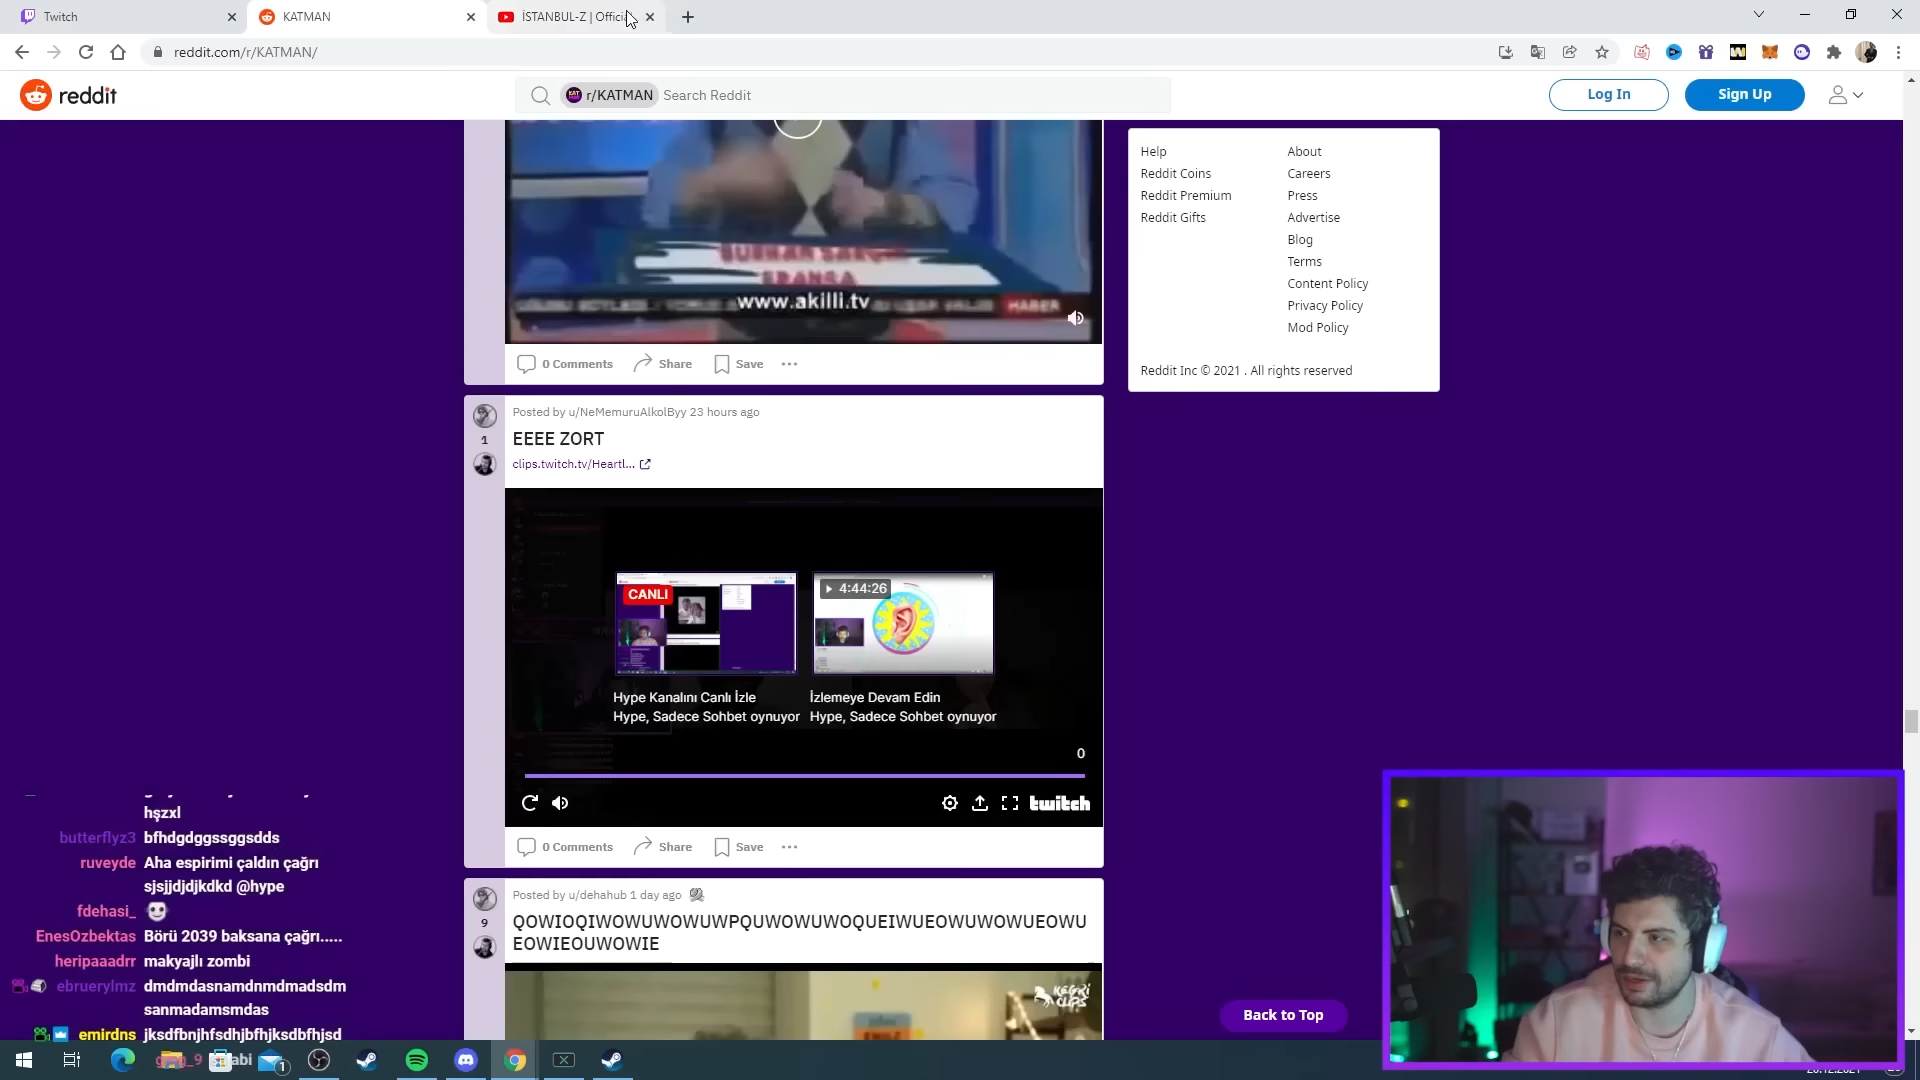 Twitch
KATMAN
İSTANBUL-Z | Officia
reddit.com/r/KATMAN/
reddit
r/KATMAN
Search Reddit
Log In
Sign Up
www.akilli.tv
HABER
0 Comments
Share
Save
Help
Reddit Coins
Reddit Premium
Reddit Gifts
About
Careers
Press
Advertise
Blog
Terms
Content Policy
Privacy Policy
Mod Policy
Reddit Inc © 2021 . All rights reserved
1
Posted by u/NeMemuruAlkolByy 23 hours ago
EEEE ZORT
clips.twitch.tv/Heartl...
CANLI
4:44:26
Hype Kanalını Canlı İzle
Hype, Sadece Sohbet oynuyor
İzlemeye Devam Edin
Hype, Sadece Sohbet oynuyor
0
twitch
0 Comments
Share
Save
9
Posted by u/dehahub 1 day ago
QOWIOQIWOWUWOWUWPQUWOWUWOQUEIWUEOWUWOWUEOWU
EOWIEOUWOWIE
KEGRİ
CLIPS
Back to Top
hşzxl
butterflyz3 bfhdgdggssggsdds
ruveyde Aha espirimi çaldın çağrı
sjsjjdjdjkdkd @hype
fdehasi_
EnesOzbektas Börü 2039 baksana çağrı.....
heripaaadrr makyajlı zombi
ebruerylmz dmdmdasnamdnmdmadsdm
sanmadamsmdas
emirdns jksdfbnjhfsdhjbfhjksdbfhjsd
abi
1